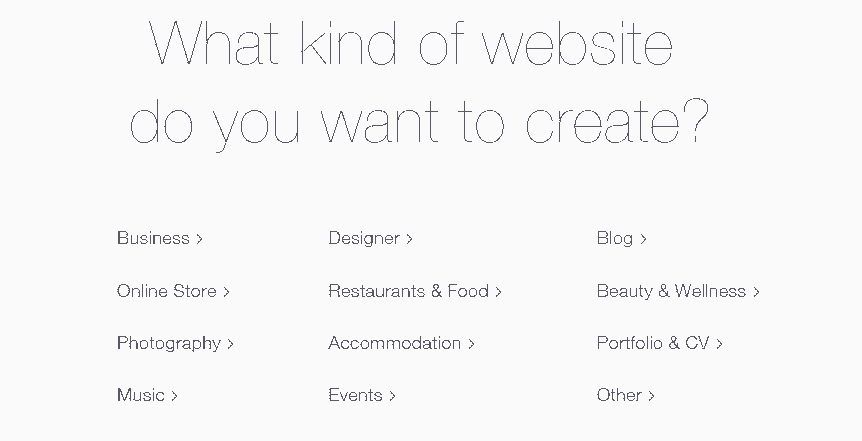 What kind of website
do you want to create?
Business >
Designer >
Blog >
Online Store >
Restaurants & Food >
Beauty & Wellness >
Photography >
Accommodation >
Portfolio & CV >
Music >
Events >
Other >